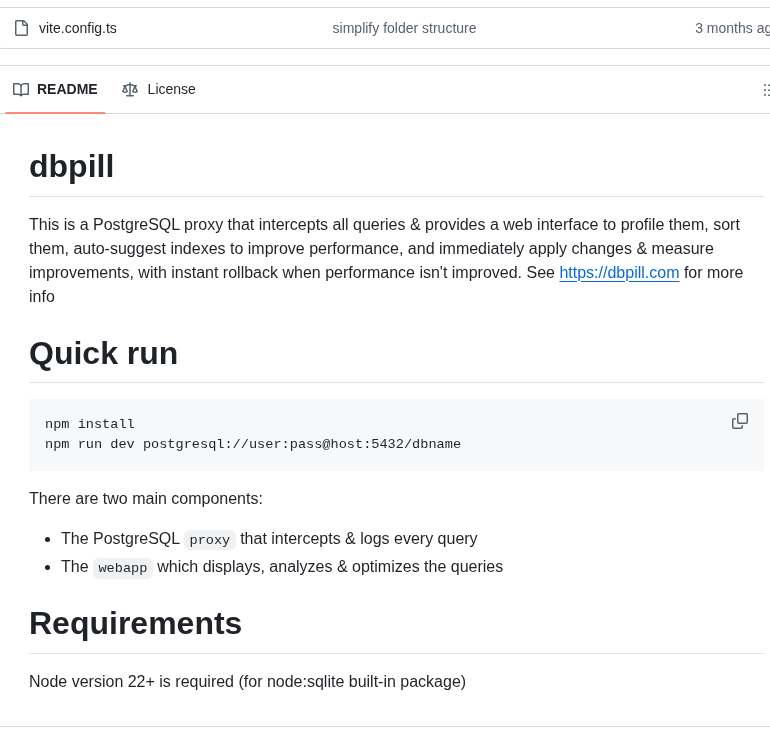 vite.config.ts simplify folder structure 3 months ag
README License
dbpill
This is a PostgreSQL proxy that intercepts all queries & provides a web interface to profile them, sort
them, auto-suggest indexes to improve performance, and immediately apply changes & measure
improvements, with instant rollback when performance isn't improved. See https://dbpill.com for more
info
Quick run
npm install
npm run dev postgresql://user:pass@host:5432/dbname
There are two main components:
• The PostgreSQL proxy that intercepts & logs every query
• The webapp which displays, analyzes & optimizes the queries
Requirements
Node version 22+ is required (for node:sqlite built-in package)